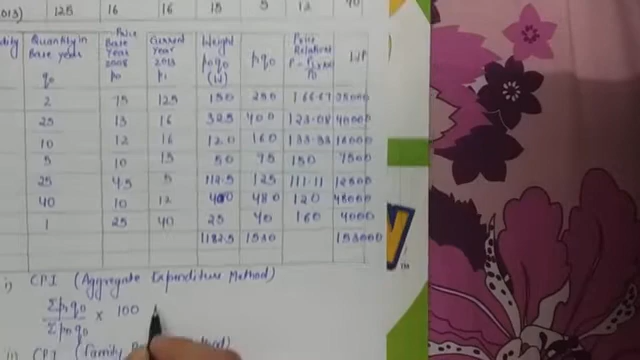 2013) 125 16 16 15 5 12 40
Quantity in Base year q₀ Price Base Year 2008 p₀ Current Year 2013 p₁ Weight p₀q₀ (W) p₁q₀ Price Relatives WP
2 75 125 150 250 166.67 25000
25 13 16 325 400 123.08 40000
10 12 16 120 160 133.33 16000
5 10 15 50 75 150 7500
25 4.5 5 112.5 125 111.11 12500
40 10 12 400 480 120 48000
1 25 40 25 40 160 4000
1182.5 1530 153000
i) CPI (Aggregate Expenditure Method)
Σp₁q₀ × 100
Σp₀q₀
ii) CPI (Family